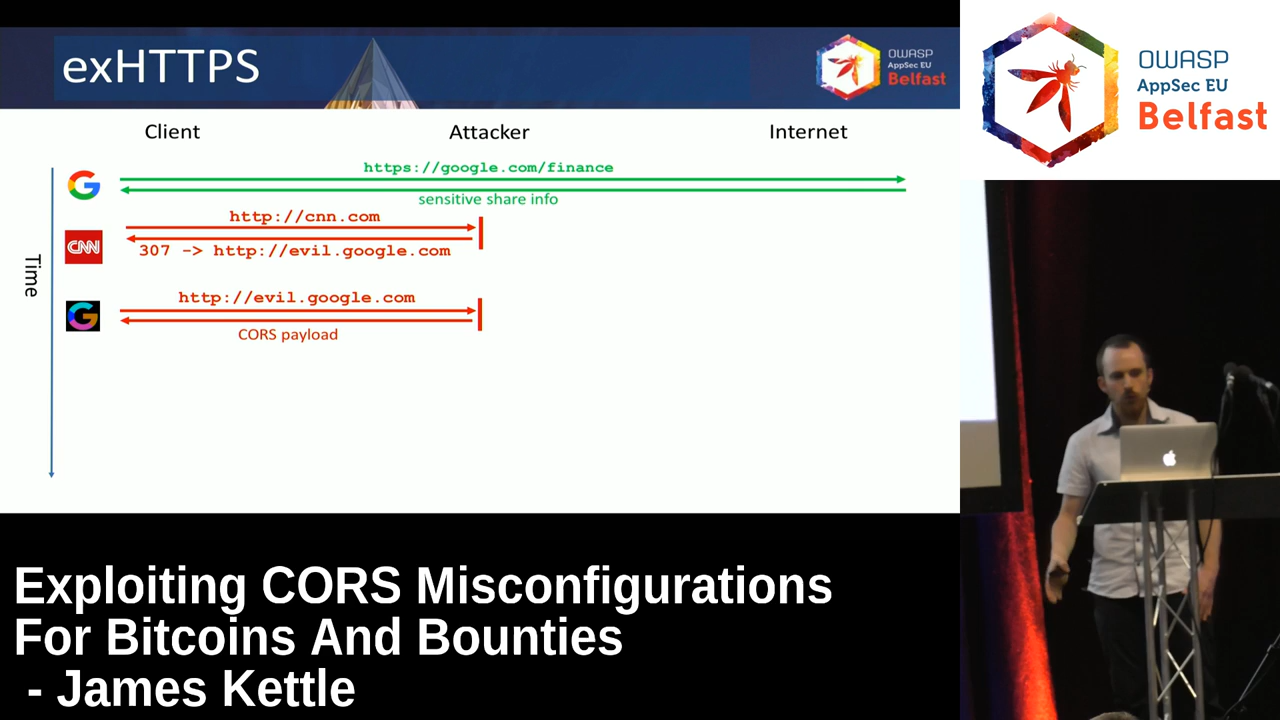 exHTTPS
OWASP
AppSec EU
Belfast
OWASP
AppSec EU
Belfast
Client
Attacker
Internet
https://google.com/finance
sensitive share info
http://cnn.com
CNN
307 -> http://evil.google.com
Time
http://evil.google.com
CORS payload
Exploiting CORS Misconfigurations
For Bitcoins And Bounties
- James Kettle